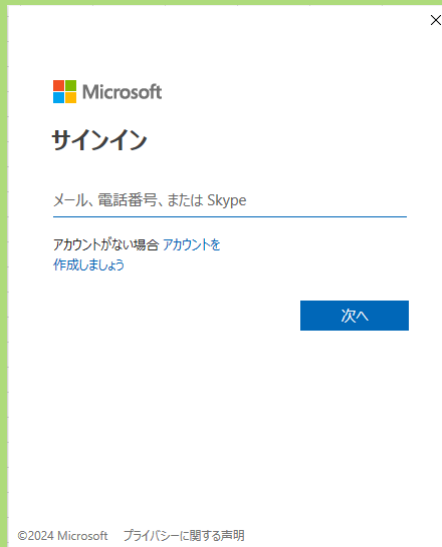 Microsoft
サインイン
メール、電話番号、または Skype
アカウントがない場合 アカウントを
作成しましょう
次へ
©2024 Microsoft プライバシーに関する声明